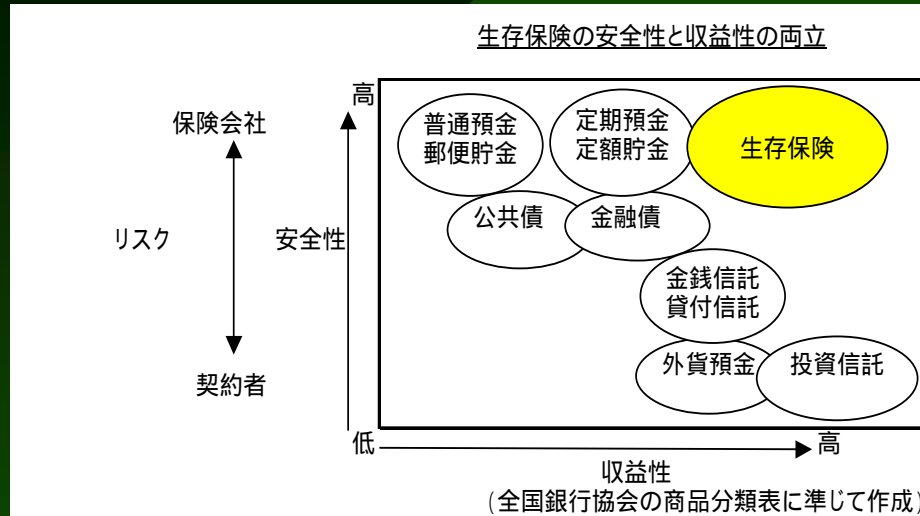 生存保険の安全性と収益性の両立
高
保険会社
普通預金
郵便貯金
定期預金
定額貯金
生存保険
公共債
金融債
リスク
安全性
金銭信託
貸付信託
外貨預金
投資信託
契約者
低
高
収益性
(全国銀行協会の商品分類表に準じて作成)